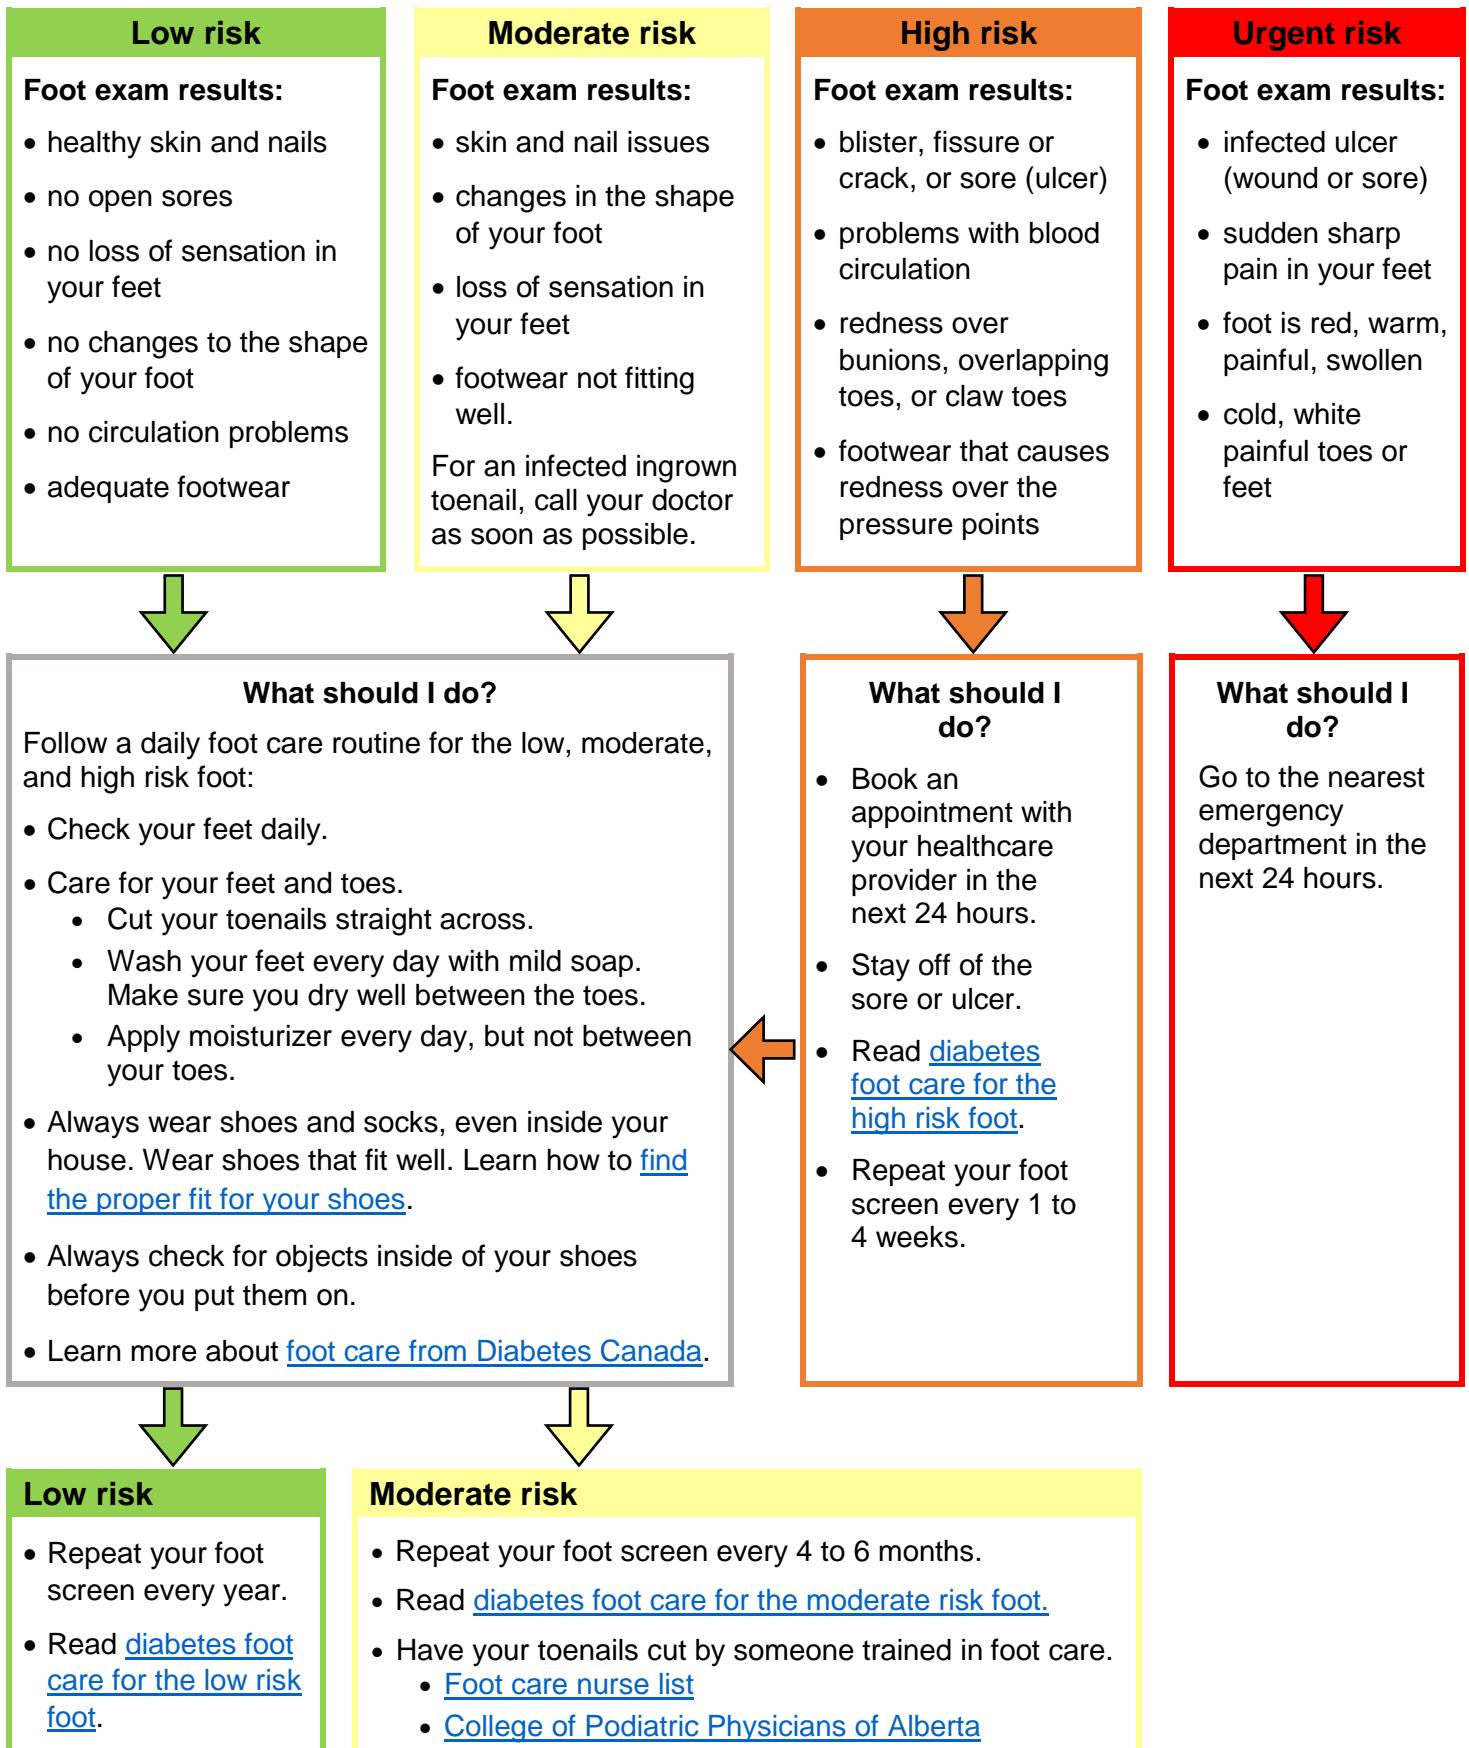 Low risk
Foot exam results:
• healthy skin and nails
• no open sores
• no loss of sensation in
your feet
• no changes to the shape
of your foot
• no circulation problems
• adequate footwear
Moderate risk
Foot exam results:
• skin and nail issues
• changes in the shape
of your foot
• loss of sensation in
your feet
• footwear not fitting
well.
For an infected ingrown
toenail, call your doctor
as soon as possible.
High risk
Foot exam results:
• blister, fissure or
crack, or sore (ulcer)
• problems with blood
circulation
• redness over
bunions, overlapping
toes, or claw toes
• footwear that causes
redness over the
pressure points
Urgent risk
Foot exam results:
• infected ulcer
(wound or sore)
• sudden sharp
pain in your feet
• foot is red, warm,
painful, swollen
• cold, white
painful toes or
feet
What should I do?
Follow a daily foot care routine for the low, moderate,
and high risk foot:
• Check your feet daily.
• Care for your feet and toes.
• Cut your toenails straight across.
• Wash your feet every day with mild soap.
Make sure you dry well between the toes.
• Apply moisturizer every day, but not between
your toes.
• Always wear shoes and socks, even inside your
house. Wear shoes that fit well. Learn how to find
the proper fit for your shoes.
• Always check for objects inside of your shoes
before you put them on.
• Learn more about foot care from Diabetes Canada.
What should I
do?
• Book an
appointment with
your healthcare
provider in the
next 24 hours.
• Stay off of the
sore or ulcer.
• Read diabetes
foot care for the
high risk foot.
• Repeat your foot
screen every 1 to
4 weeks.
What should I
do?
Go to the nearest
emergency
department in the
next 24 hours.
Low risk
• Repeat your foot
screen every year.
• Read diabetes foot
care for the low risk
foot.
Moderate risk
• Repeat your foot screen every 4 to 6 months.
• Read diabetes foot care for the moderate risk foot.
• Have your toenails cut by someone trained in foot care.
• Foot care nurse list
• College of Podiatric Physicians of Alberta